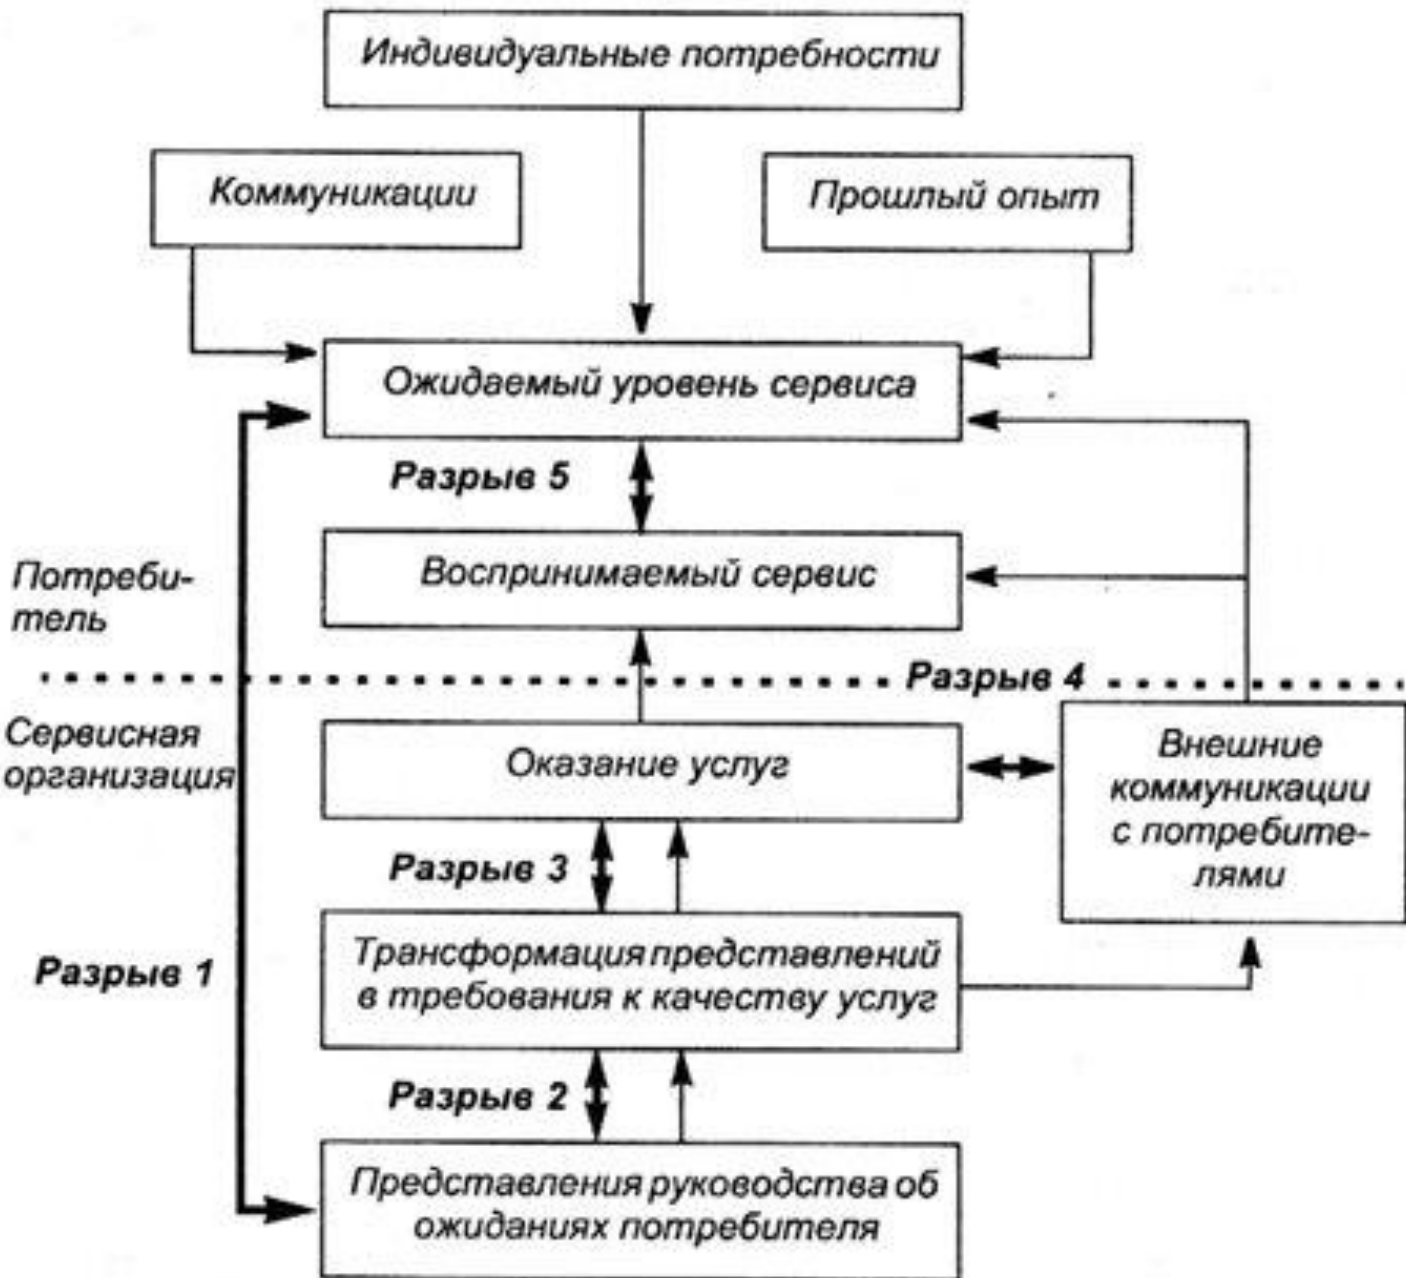 Индивидуальные потребности
Коммуникации
Прошлый опыт
Ожидаемый уровень сервиса
Разрыв 5
Воспринимаемый сервис
Потреби-
тель
Разрыв 4
Сервисная
организация
Оказание услуг
Внешние
коммуникации
с потребите-
лями
Разрыв 3
Трансформация представлений
в требования к качеству услуг
Разрыв 1
Разрыв 2
Представления руководства об
ожиданиях потребителя